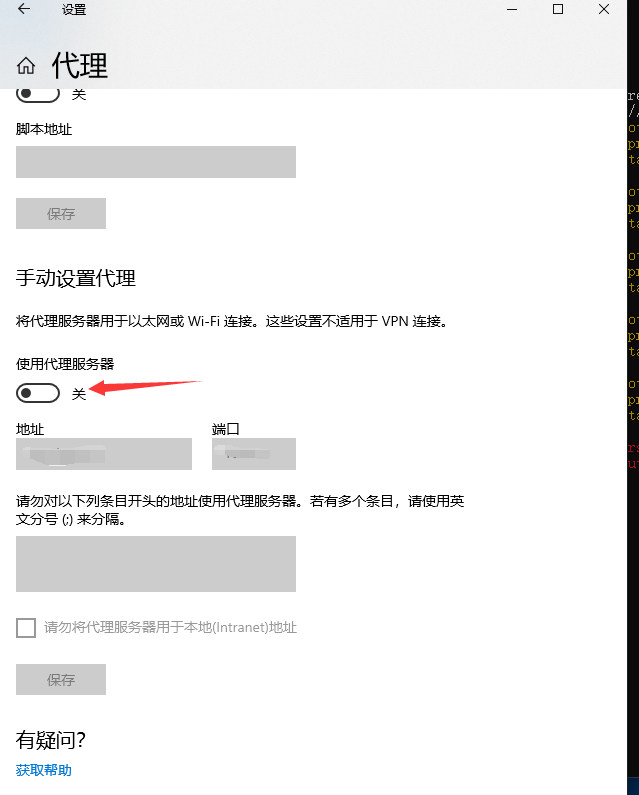 设置
代理
关
脚本地址
保存
手动设置代理
将代理服务器用于以太网或 Wi-Fi 连接。这些设置不适用于 VPN 连接。
使用代理服务器
关
地址
端口
请勿对以下列条目开头的地址使用代理服务器。若有多个条目，请使用英
文分号 (;) 来分隔。
请勿将代理服务器用于本地(Intranet)地址
保存
有疑问?
获取帮助